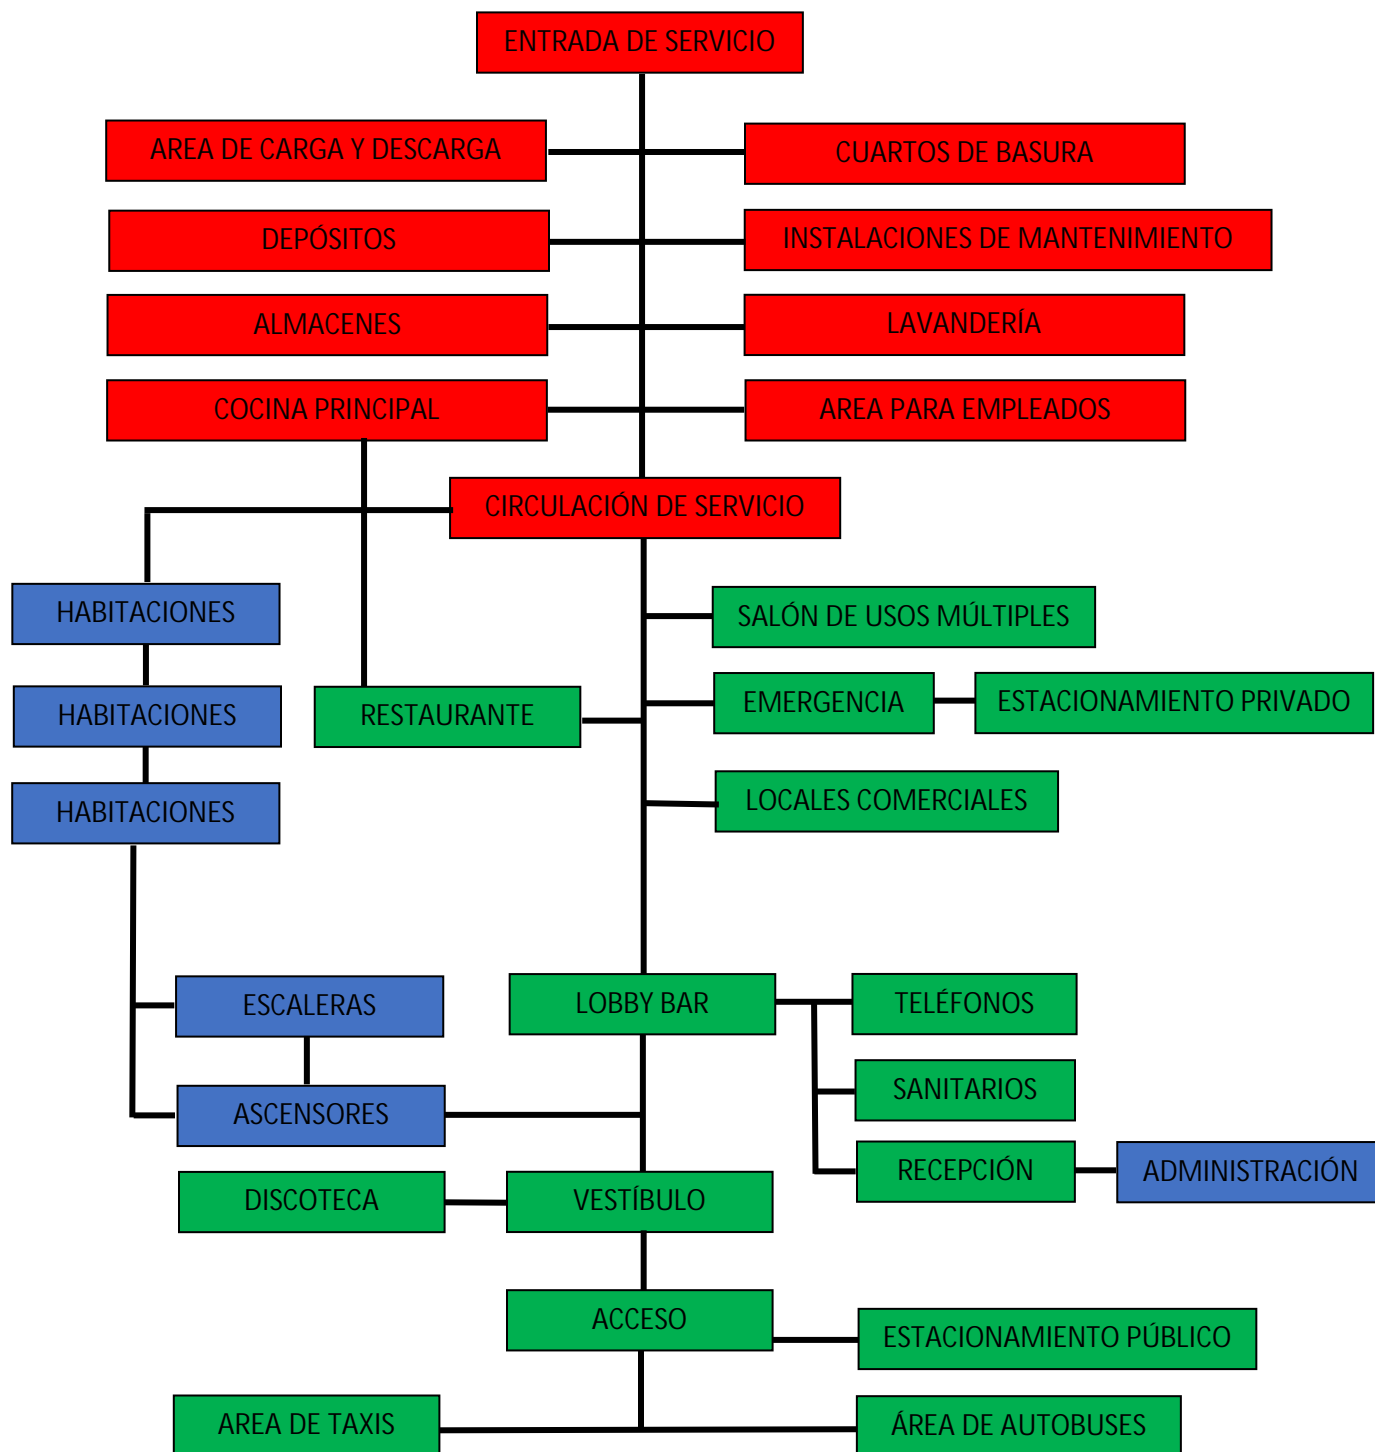 ENTRADA DE SERVICIO
AREA DE CARGA Y DESCARGA
CUARTOS DE BASURA
DEPÓSITOS
INSTALACIONES DE MANTENIMIENTO
ALMACENES
LAVANDERÍA
COCINA PRINCIPAL
AREA PARA EMPLEADOS
CIRCULACIÓN DE SERVICIO
HABITACIONES
SALÓN DE USOS MÚLTIPLES
HABITACIONES
RESTAURANTE
EMERGENCIA
ESTACIONAMIENTO PRIVADO
HABITACIONES
LOCALES COMERCIALES
ESCALERAS
LOBBY BAR
TELÉFONOS
SANITARIOS
ASCENSORES
RECEPCIÓN
ADMINISTRACIÓN
DISCOTECA
VESTÍBULO
ACCESO
ESTACIONAMIENTO PÚBLICO
AREA DE TAXIS
ÁREA DE AUTOBUSES